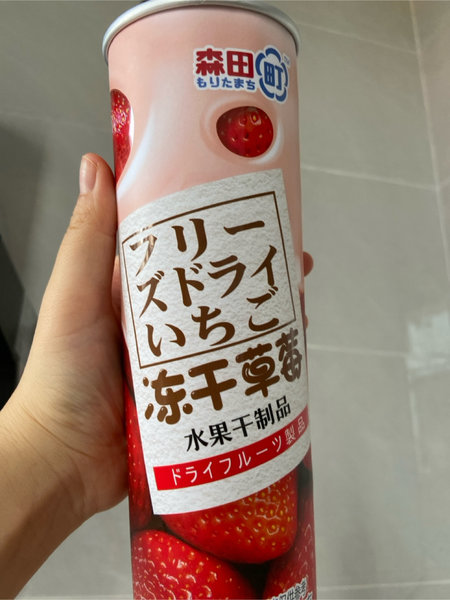 森田町
もりたまち
フリー
ズドライ
いちご
冻干草莓
水果干制品
ドライフルーツ製品